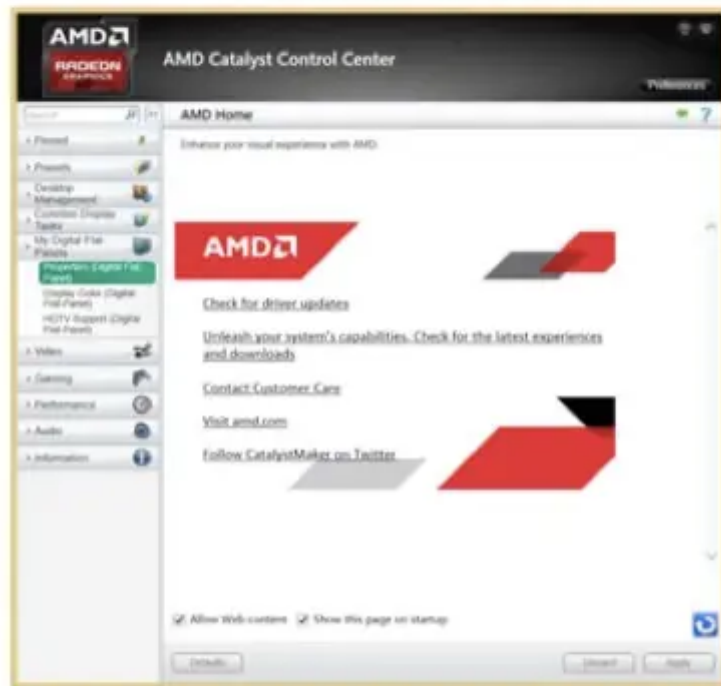 AMD
RADEON
GRAPHICS
AMD Catalyst Control Center
Preferences
Search
AMD Home
Pinned
Enhance your visual experience with AMD.
Presets
Desktop
Management
Common Display
Tasks
My Digital Flat
Panels
Properties (Digital Flat
Panel)
Display Color (Digital
Flat-Panel)
HDTV Support (Digital
Flat-Panel)
Video
Gaming
Performance
Audio
Information
AMD
Check for driver updates
Unleash your system's capabilities. Check for the latest experiences
and downloads
Contact Customer Care
Visit amd.com
Follow CatalystMaker on Twitter
Allow Web content
Show this page on startup
Defaults
Discard
Apply